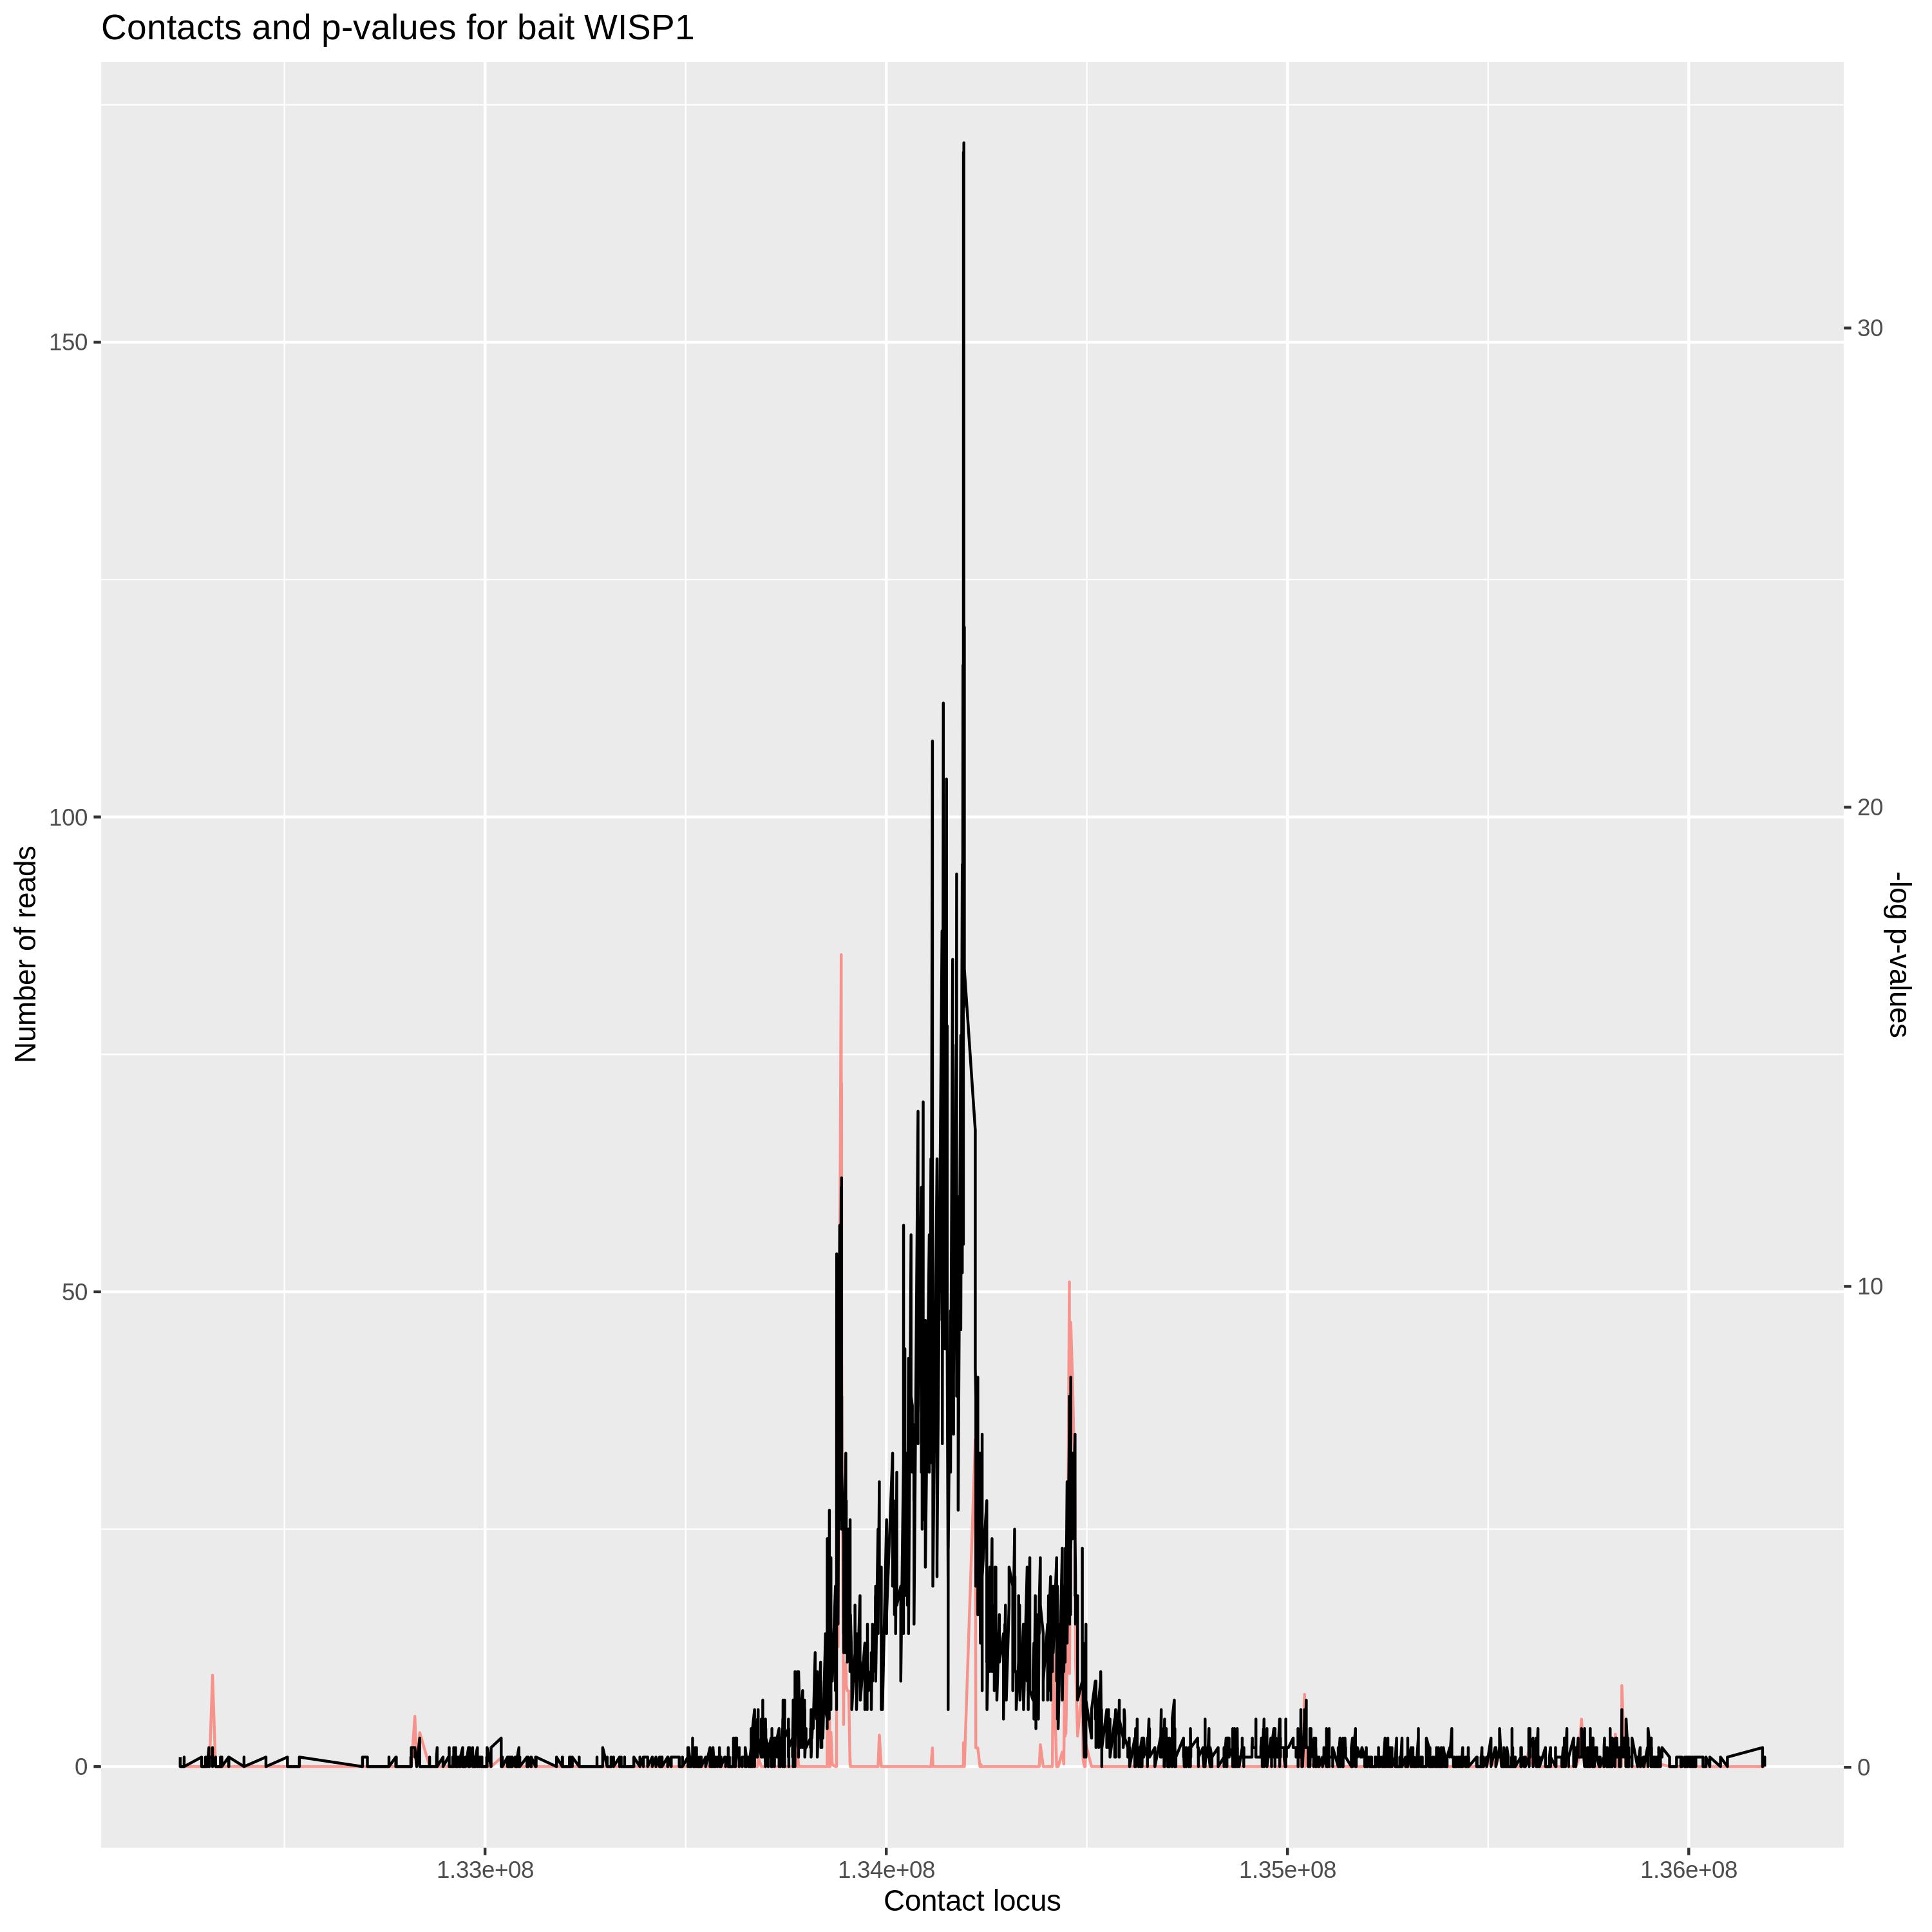 Contacts and p-values for bait WISP1
150
100
50
0
30
20
10
0
Number of reads
-log p-values
1.33e+08 1.34e+08 1.35e+08 1.36e+08
Contact locus